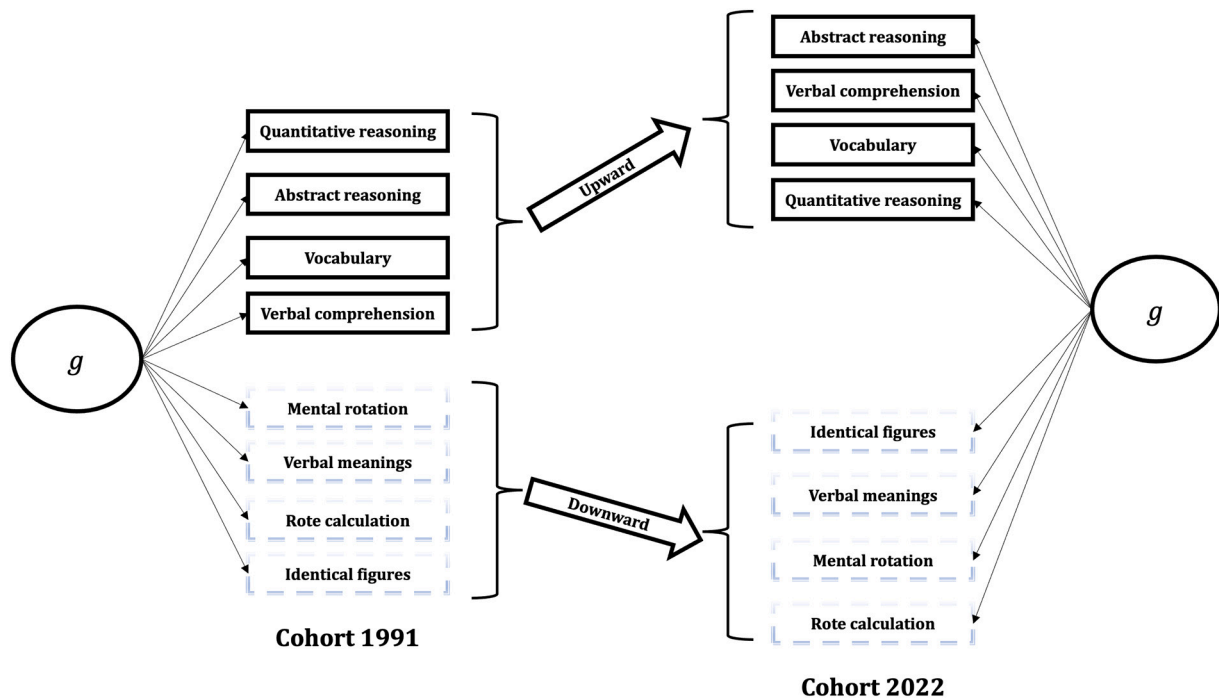 g
Quantitative reasoning
Abstract reasoning
Vocabulary
Verbal comprehension
Mental rotation
Verbal meanings
Rote calculation
Identical figures
Cohort 1991
Upward
Downward
Abstract reasoning
Verbal comprehension
Vocabulary
Quantitative reasoning
Identical figures
Verbal meanings
Mental rotation
Rote calculation
Cohort 2022
g